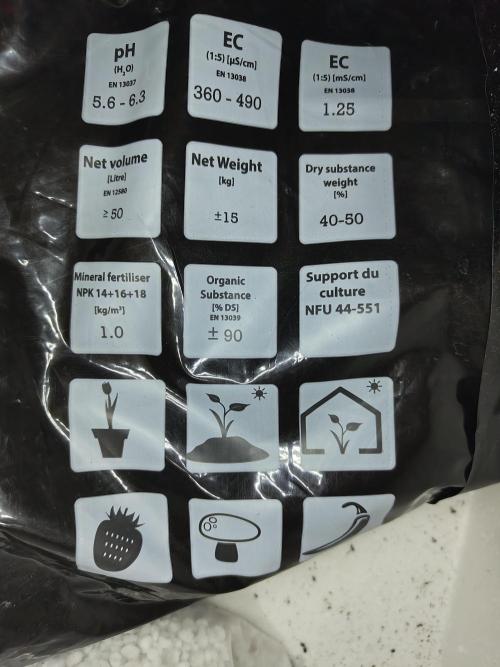 pH
(H₂O)
EN 13037
5.6 - 6.3
EC
(1:5) [µS/cm]
EN 13038
360 - 490
EC
(1:5) [mS/cm]
EN 13038
1.25
Net volume
[Litre]
EN 12580
≥ 50
Net Weight
[kg]
±15
Dry substance
weight
[%]
40-50
Mineral fertiliser
NPK 14+16+18
[kg/m³]
1.0
Organic
Substance
[% DS]
EN 13039
± 90
Support du
culture
NFU 44-551